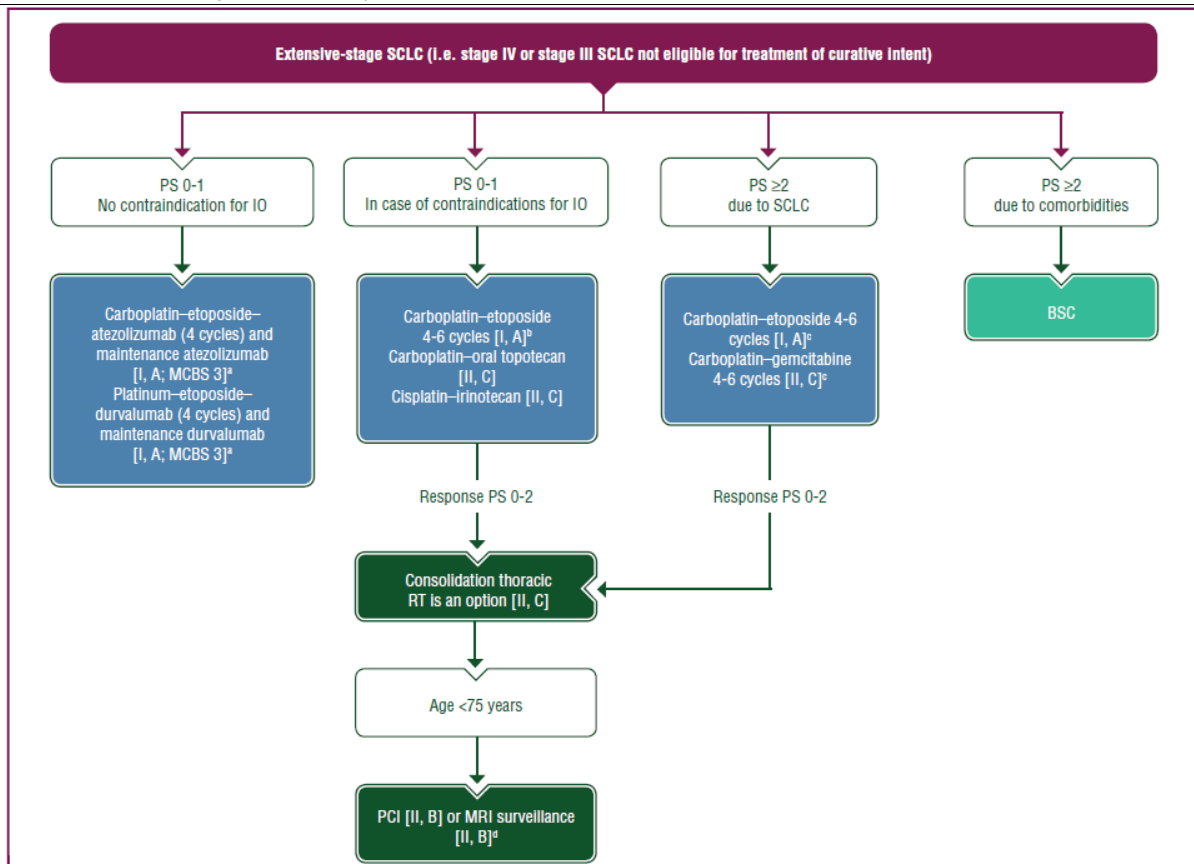 Extensive-stage SCLC (i.e. stage IV or stage III SCLC not eligible for treatment of curative intent)
PS 0-1
No contraindication for IO
PS 0-1
In case of contraindications for IO
PS ≥2
due to SCLC
PS ≥2
due to comorbidities
Carboplatin–etoposide–
atezolizumab (4 cycles) and
maintenance atezolizumab
[I, A; MCBS 3]ᵃ
Platinum–etoposide–
durvalumab (4 cycles) and
maintenance durvalumab
[I, A; MCBS 3]ᵃ
Carboplatin–etoposide
4-6 cycles [I, A]ᵇ
Carboplatin–oral topotecan
[II, C]
Cisplatin–irinotecan [II, C]
Carboplatin–etoposide 4-6
cycles [I, A]ᶜ
Carboplatin–gemcitabine
4-6 cycles [II, C]ᶜ
BSC
Response PS 0-2
Response PS 0-2
Consolidation thoracic
RT is an option [II, C]
Age <75 years
PCI [II, B] or MRI surveillance
[II, B]ᵈ